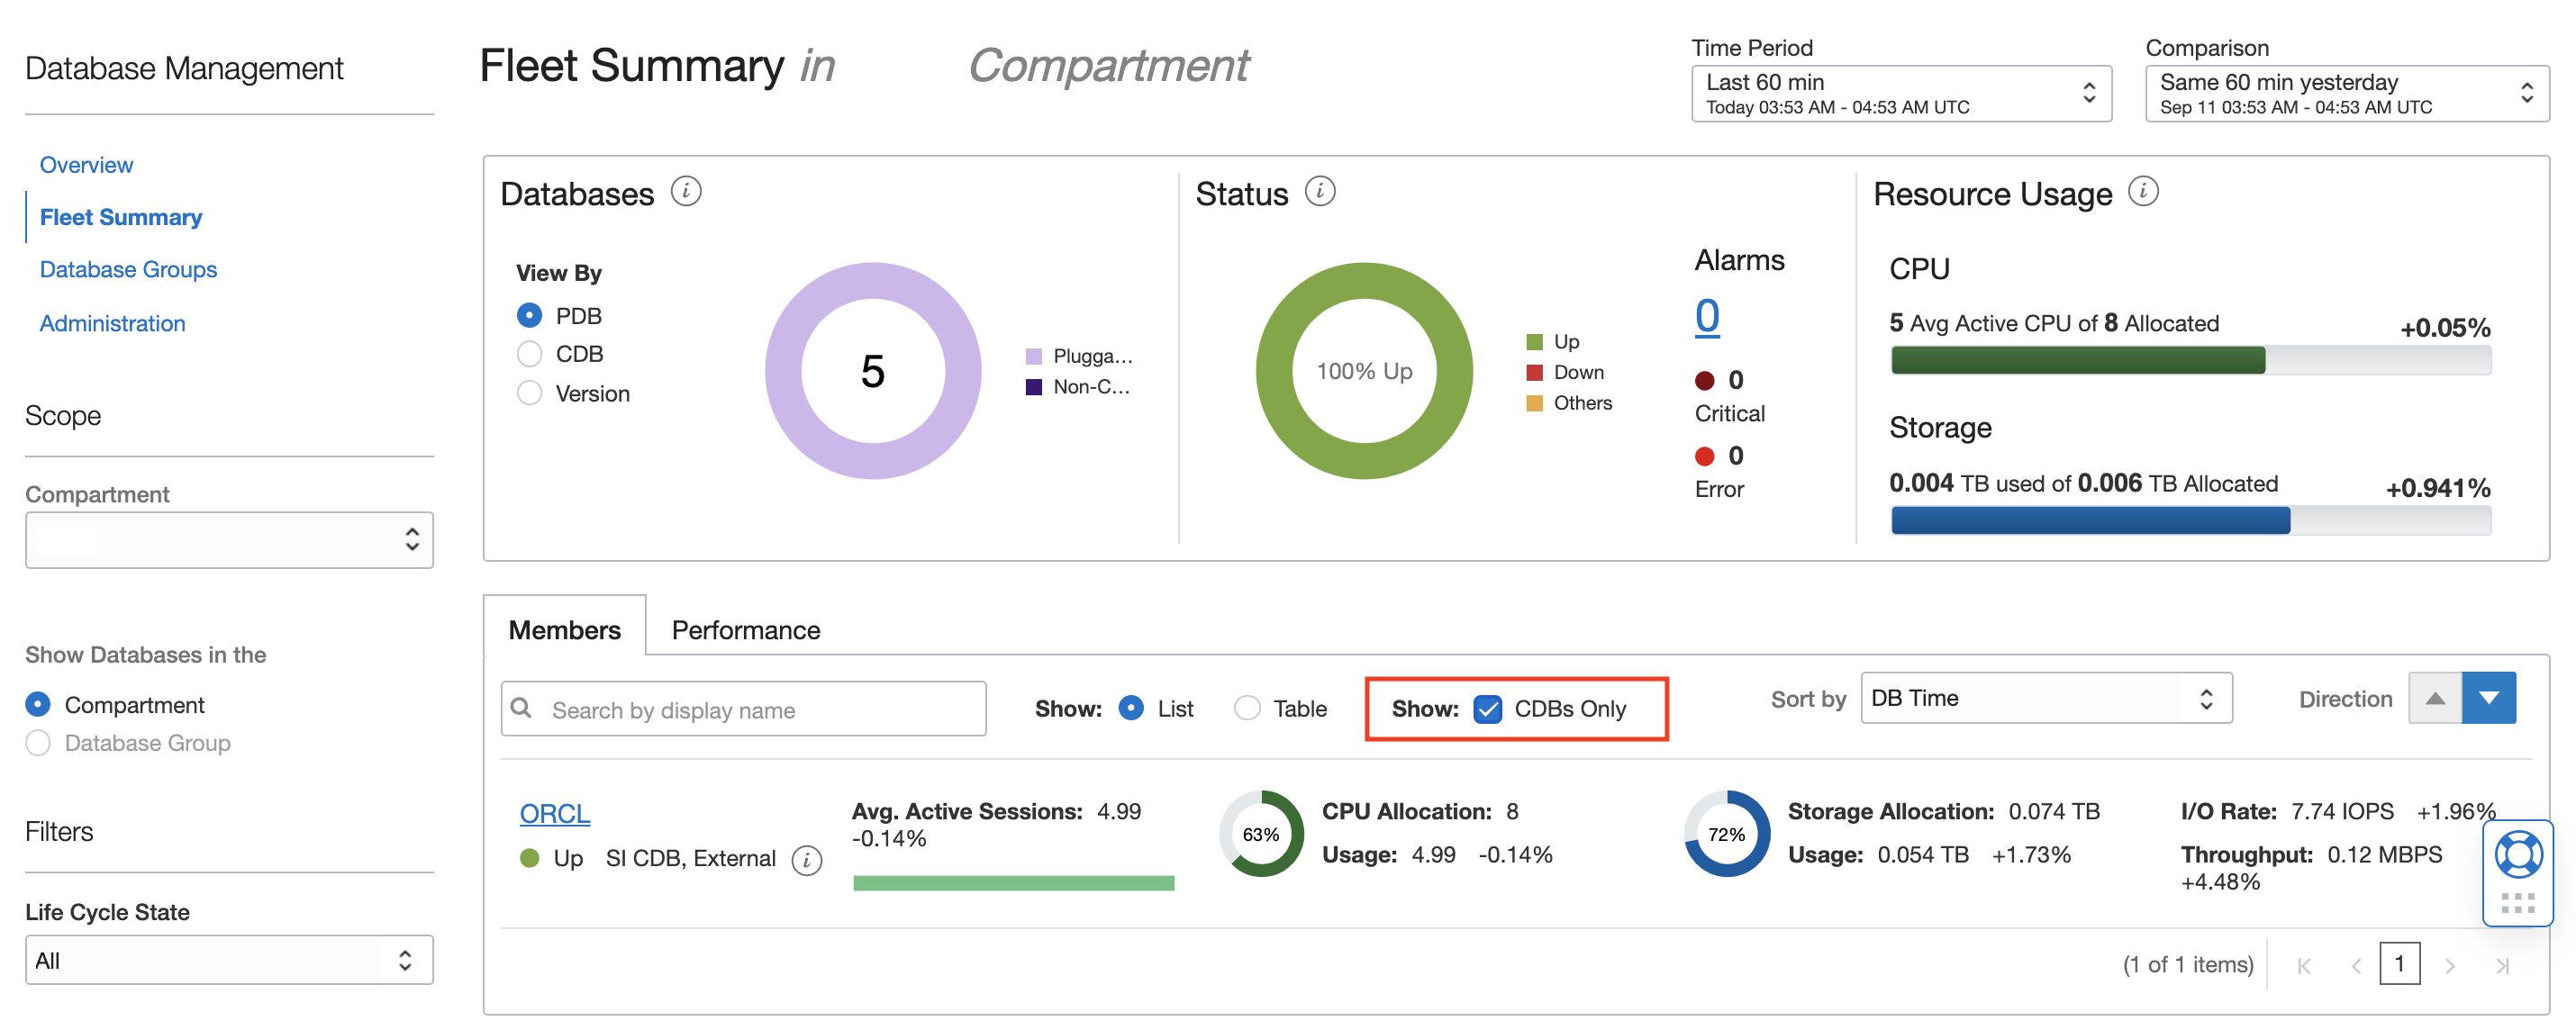 Database Management
Overview
Fleet Summary
Database Groups
Administration
Scope
Compartment
Show Databases in the
Compartment
Database Group
Filters
Life Cycle State
All
Fleet Summary in Compartment
Time Period
Last 60 min
Today 03:53 AM - 04:53 AM UTC
Comparison
Same 60 min yesterday
Sep 11 03:53 AM - 04:53 AM UTC
Databases i
View By
PDB
CDB
Version
5
Plugga...
Non-C...
Status i
100% Up
Up
Down
Others
Alarms
0
0
Critical
0
Error
Resource Usage i
CPU
5 Avg Active CPU of 8 Allocated
+0.05%
Storage
0.004 TB used of 0.006 TB Allocated
+0.941%
Members Performance
Search by display name
Show: List Table
Show: CDBs Only
Sort by DB Time
Direction
ORCL
Up SI CDB, External i
Avg. Active Sessions: 4.99
-0.14%
63%
CPU Allocation: 8
Usage: 4.99 -0.14%
72%
Storage Allocation: 0.074 TB
Usage: 0.054 TB +1.73%
I/O Rate: 7.74 IOPS +1.96%
Throughput: 0.12 MBPS
+4.48%
(1 of 1 items) 1